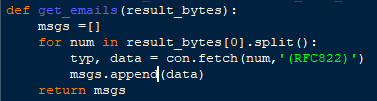 def get_emails(result_bytes):
    msgs =[]
    for num in result_bytes[0].split():
        typ, data = con.fetch(num,'(RFC822)')
        msgs.append(data)
    return msgs